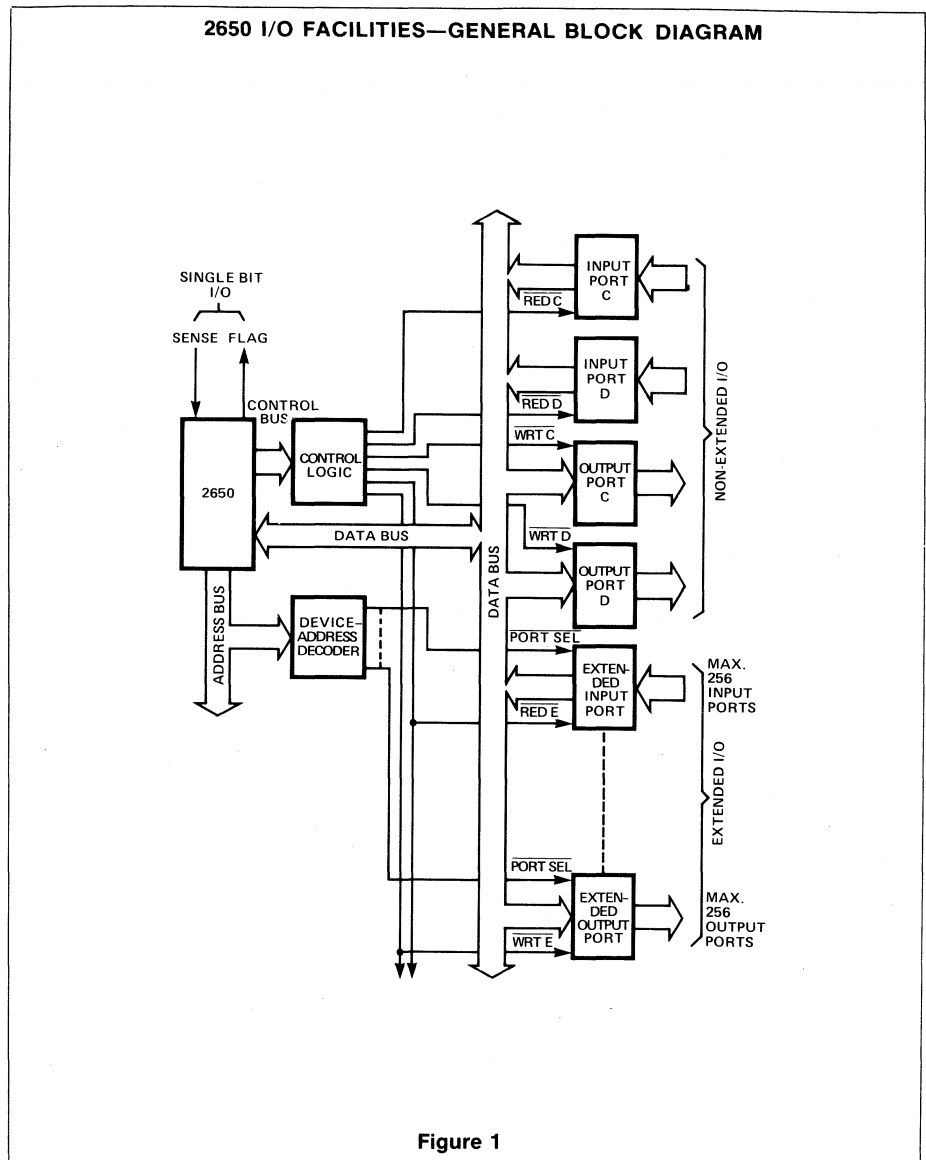 2650 I/O FACILITIES—GENERAL BLOCK DIAGRAM
SINGLE BIT
I/O
SENSE FLAG
CONTROL
BUS
2650
CONTROL
LOGIC
DATA BUS
ADDRESS BUS
DEVICE-
ADDRESS
DECODER
DATA BUS
INPUT
PORT
C
RED C
INPUT
PORT
D
RED D
WRT C
OUTPUT
PORT
C
WRT D
OUTPUT
PORT
D
NON-EXTENDED I/O
PORT SEL
EXTEN-
DED
INPUT
PORT
RED E
MAX.
256
INPUT
PORTS
EXTENDED I/O
PORT SEL
EXTEN-
DED
OUTPUT
PORT
WRT E
MAX.
256
OUTPUT
PORTS
Figure 1